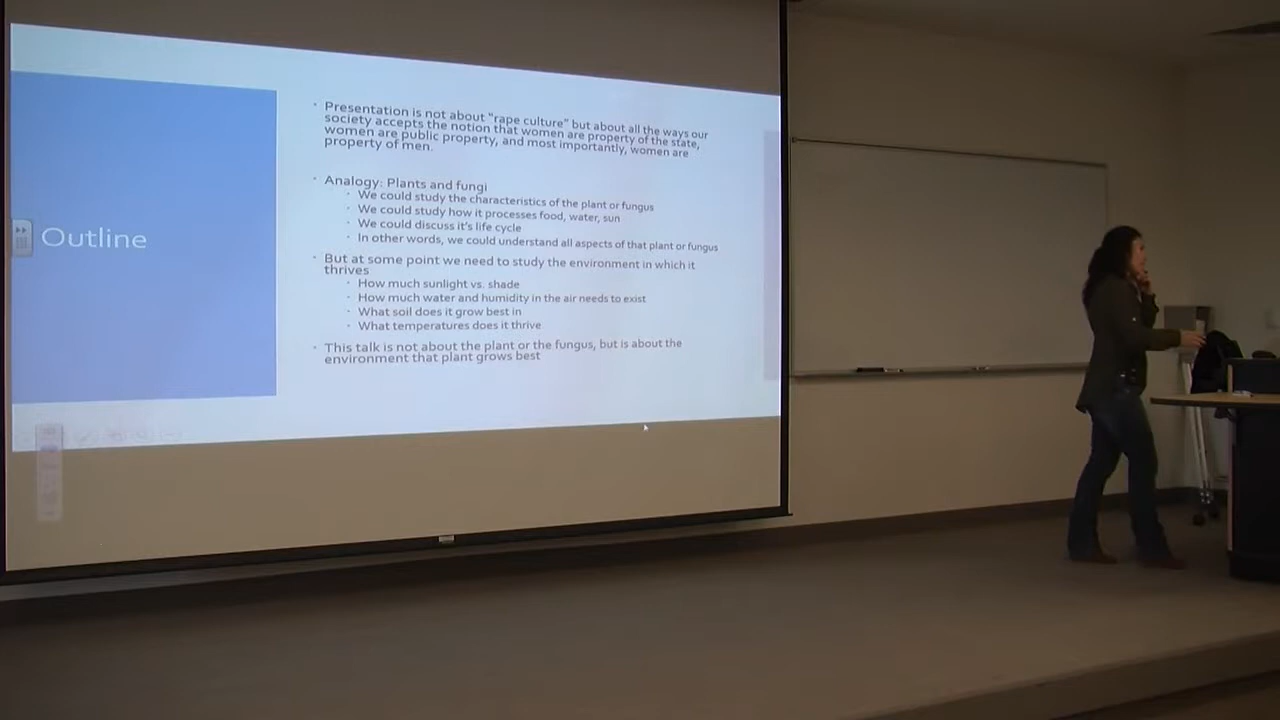 Outline
Presentation is not about "rape culture" but about all the ways our
society accepts the notion that women are property of the state,
women are public property, and most importantly, women are
property of men.
Analogy: Plants and fungi
We could study the characteristics of the plant or fungus
We could study how it processes food, water, sun
We could discuss it's life cycle
In other words, we could understand all aspects of that plant or fungus
But at some point we need to study the environment in which it
thrives
How much sunlight vs. shade
How much water and humidity in the air needs to exist
What soil does it grow best in
What temperatures does it thrive
This talk is not about the plant or the fungus, but is about the
environment that plant grows best